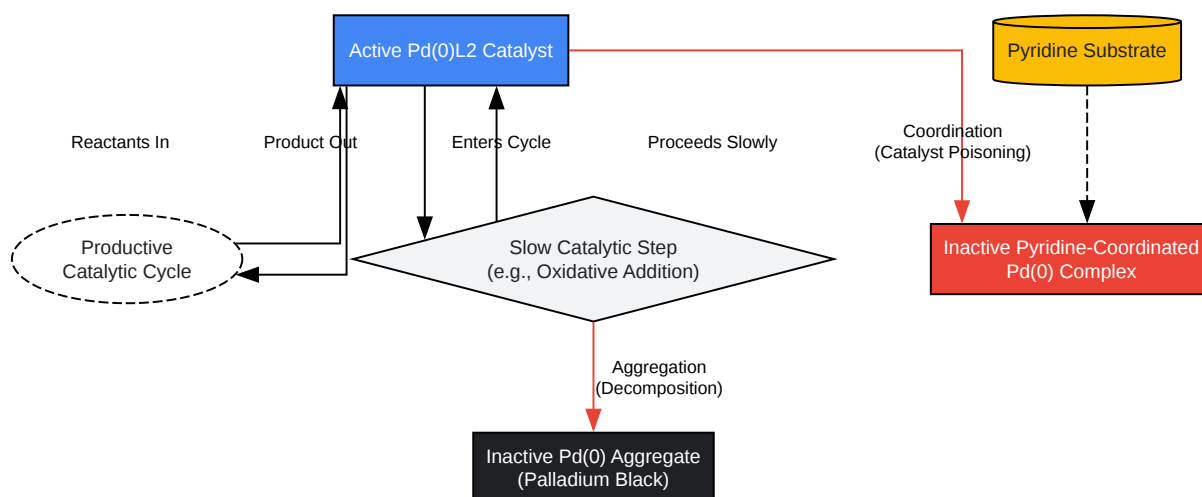 Active Pd(0)L2 Catalyst
Pyridine Substrate
Reactants In
Product Out
Enters Cycle
Proceeds Slowly
Coordination
(Catalyst Poisoning)
Productive
Catalytic Cycle
Slow Catalytic Step
(e.g., Oxidative Addition)
Inactive Pyridine-Coordinated
Pd(0) Complex
Aggregation
(Decomposition)
Inactive Pd(0) Aggregate
(Palladium Black)